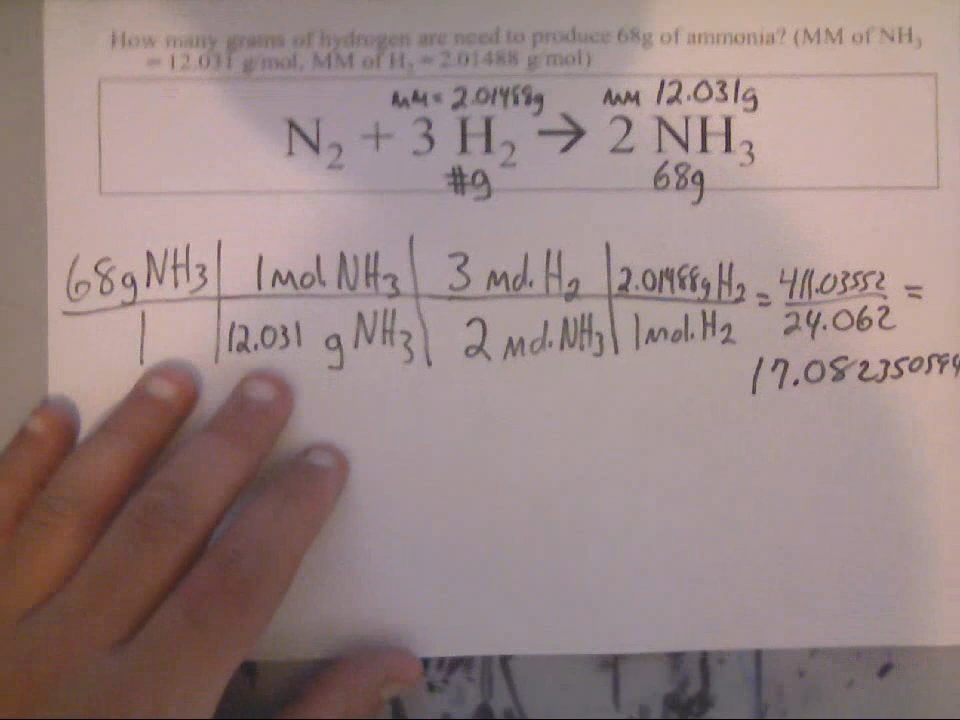 How many grams of hydrogen are need to produce 68g of ammonia? (MM of NH3
= 12.031 g/mol, MM of H2 = 2.01488 g/mol)
MM = 2.01488g MM 12.031g
N2 + 3 H2 → 2 NH3
#g 68g
68g NH3 | 1mol NH3 | 3 mol. H2 | 2.01488g H2 = 411.03552 =
1 | 12.031 g NH3 | 2 mol. NH3 | 1 mol. H2 24.062
17.082350594